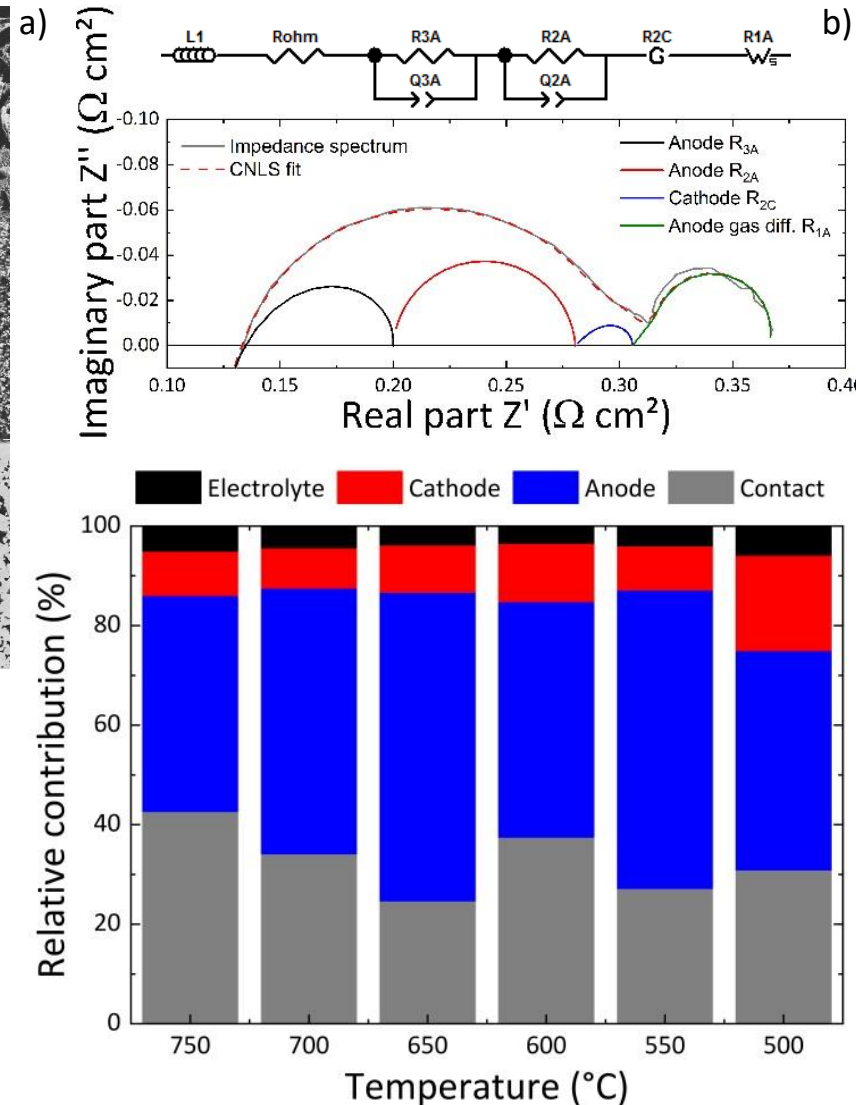 a)
b)
L1 Rohm R3A R2A R2C R1A
Q3A Q2A
G
W
s
Imaginary part Z'' (Ω cm²)
-0.10
-0.08
-0.06
-0.04
-0.02
0.00
Impedance spectrum
CNLS fit
Anode R3A
Anode R2A
Cathode R2C
Anode gas diff. R1A
0.10 0.15 0.20 0.25 0.30 0.35 0.40
Real part Z' (Ω cm²)
Electrolyte Cathode Anode Contact
Relative contribution (%)
100
80
60
40
20
0
750 700 650 600 550 500
Temperature (°C)